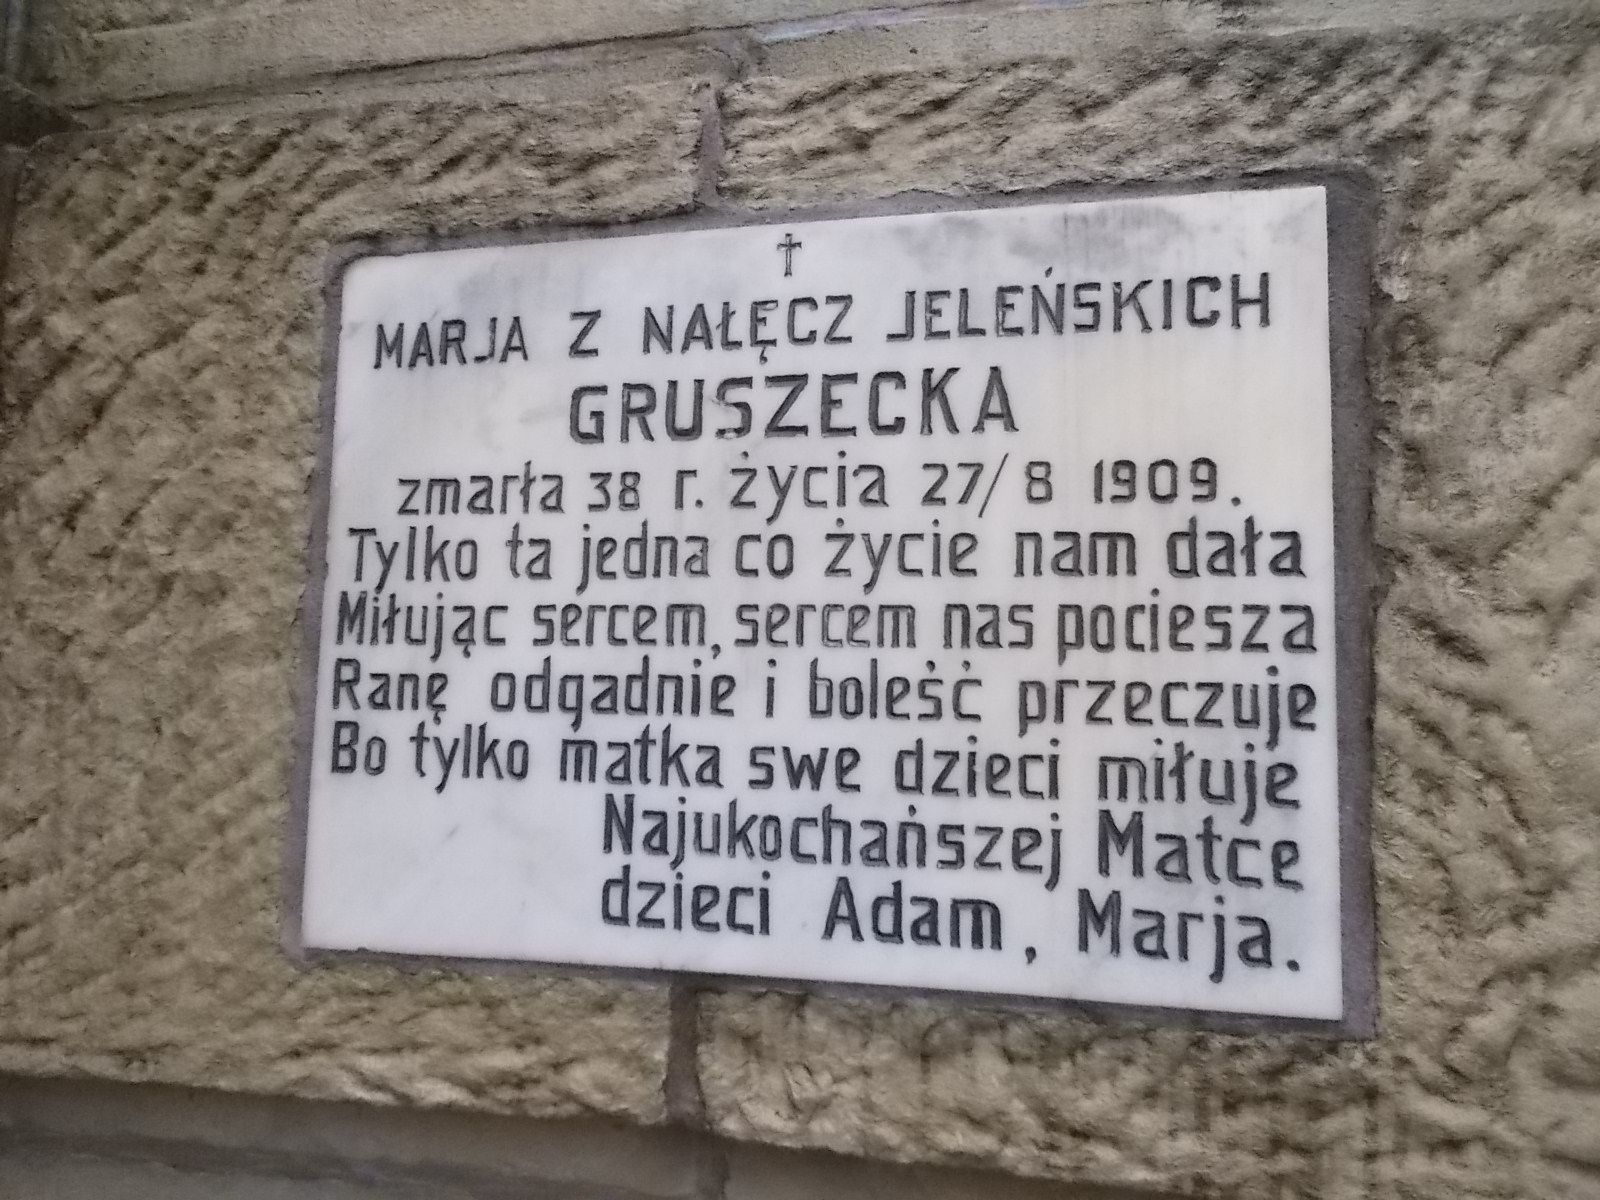 MARJA Z NAŁĘCZ JELEŃSKICH
GRUSZECKA
zmarła 38 r. życia 27/8 1909.
Tylko ta jedna co życie nam dała
Miłując sercem, sercem nas pociesza
Ranę odgadnie i boleść przeczuje
Bo tylko matka swe dzieci miłuje
Najukochańszej Matce
dzieci Adam, Marja.